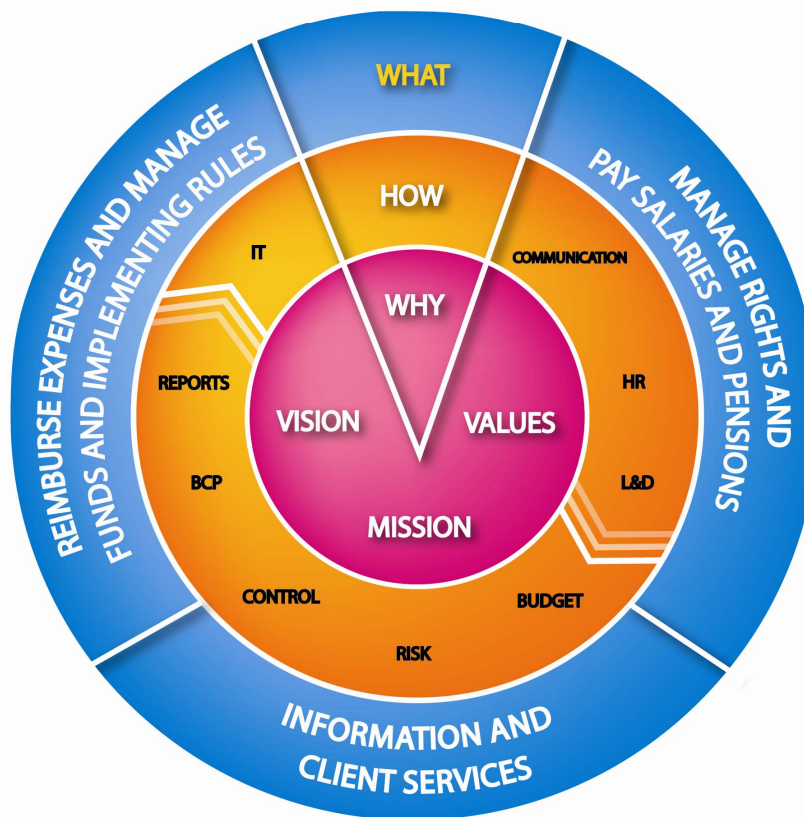 WHAT
HOW
WHY
VISION
VALUES
MISSION
IT
COMMUNICATION
REPORTS
HR
BCP
L&D
CONTROL
BUDGET
RISK
REIMBURSE EXPENSES AND MANAGE
FUNDS AND IMPLEMENTING RULES
MANAGE RIGHTS AND
PAY SALARIES AND PENSIONS
INFORMATION AND
CLIENT SERVICES